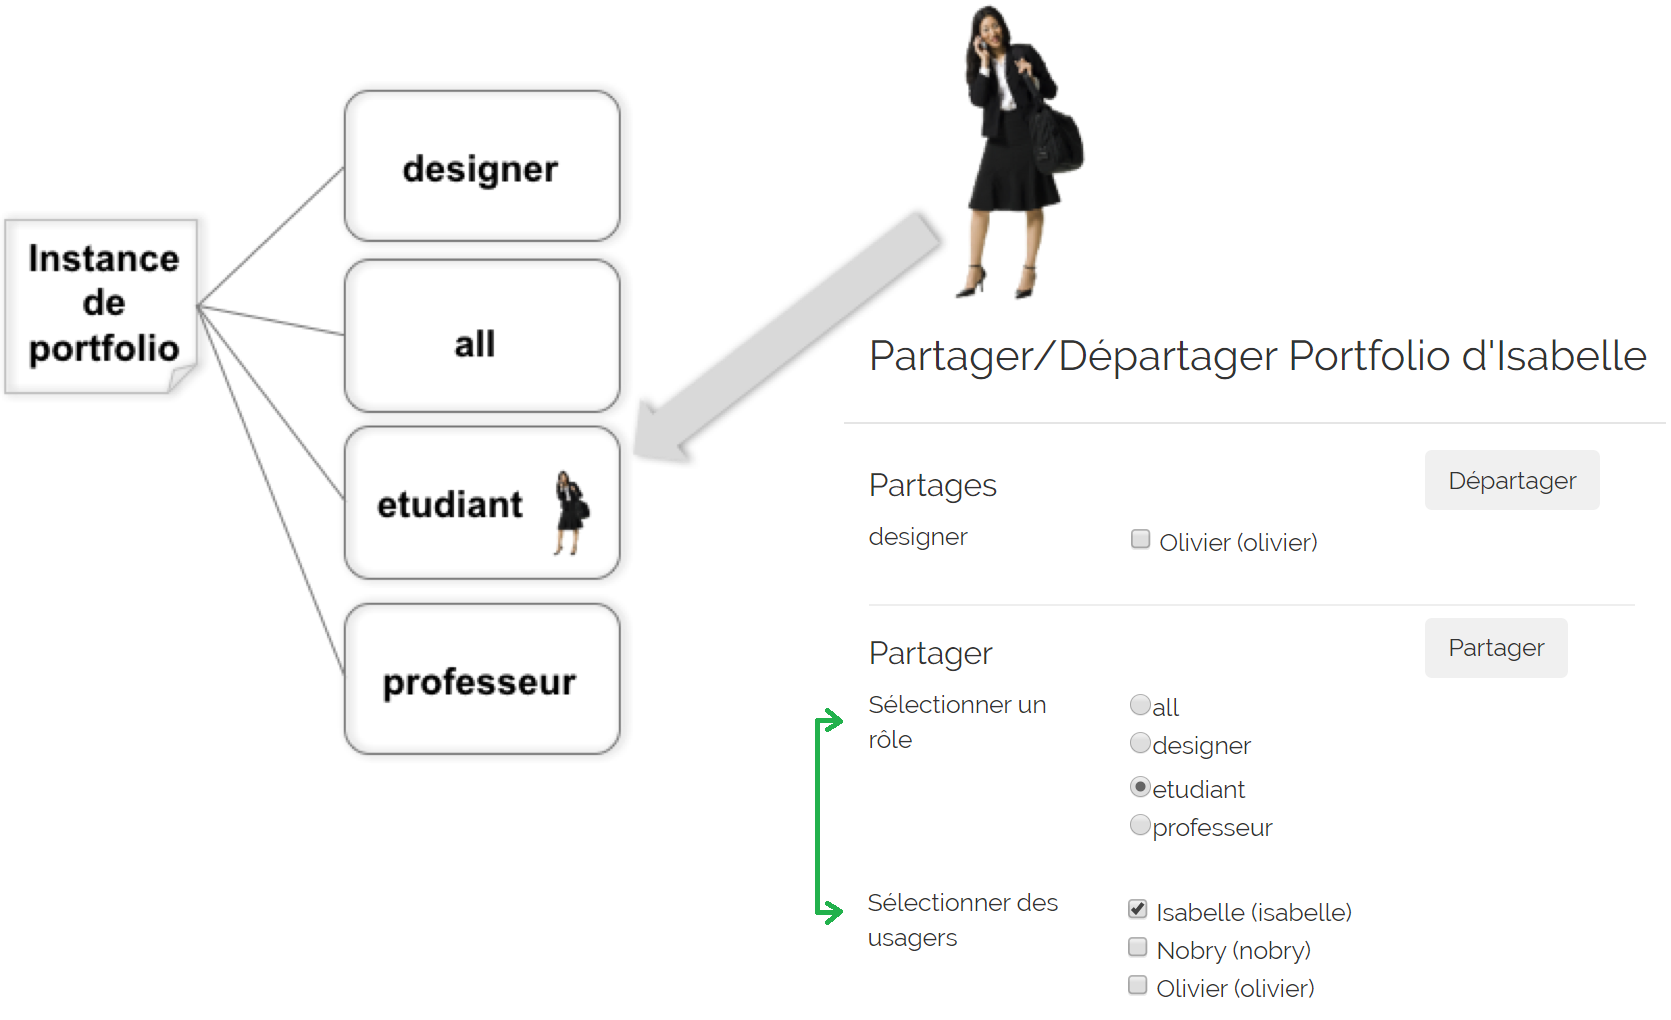 Instance
de
portfolio
designer
all
etudiant
professeur
Partager/Départager Portfolio d'Isabelle
Partages
Départager
designer
Olivier (olivier)
Partager
Partager
Sélectionner un
rôle
all
designer
etudiant
professeur
Sélectionner des
usagers
Isabelle (isabelle)
Nobry (nobry)
Olivier (olivier)